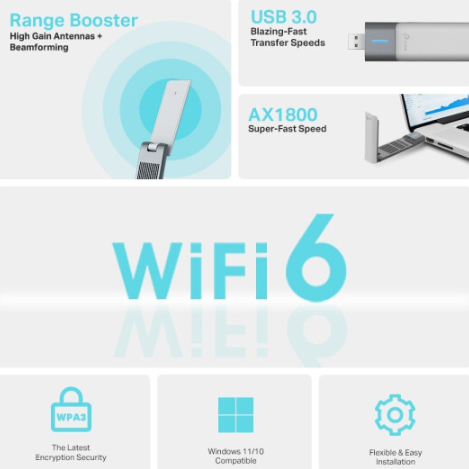 Range Booster
High Gain Antennas +
Beamforming
USB 3.0
Blazing-Fast
Transfer Speeds
AX1800
Super-Fast Speed
WiFi 6
WPA3
The Latest
Encryption Security
Windows 11/10
Compatible
Flexible & Easy
Installation